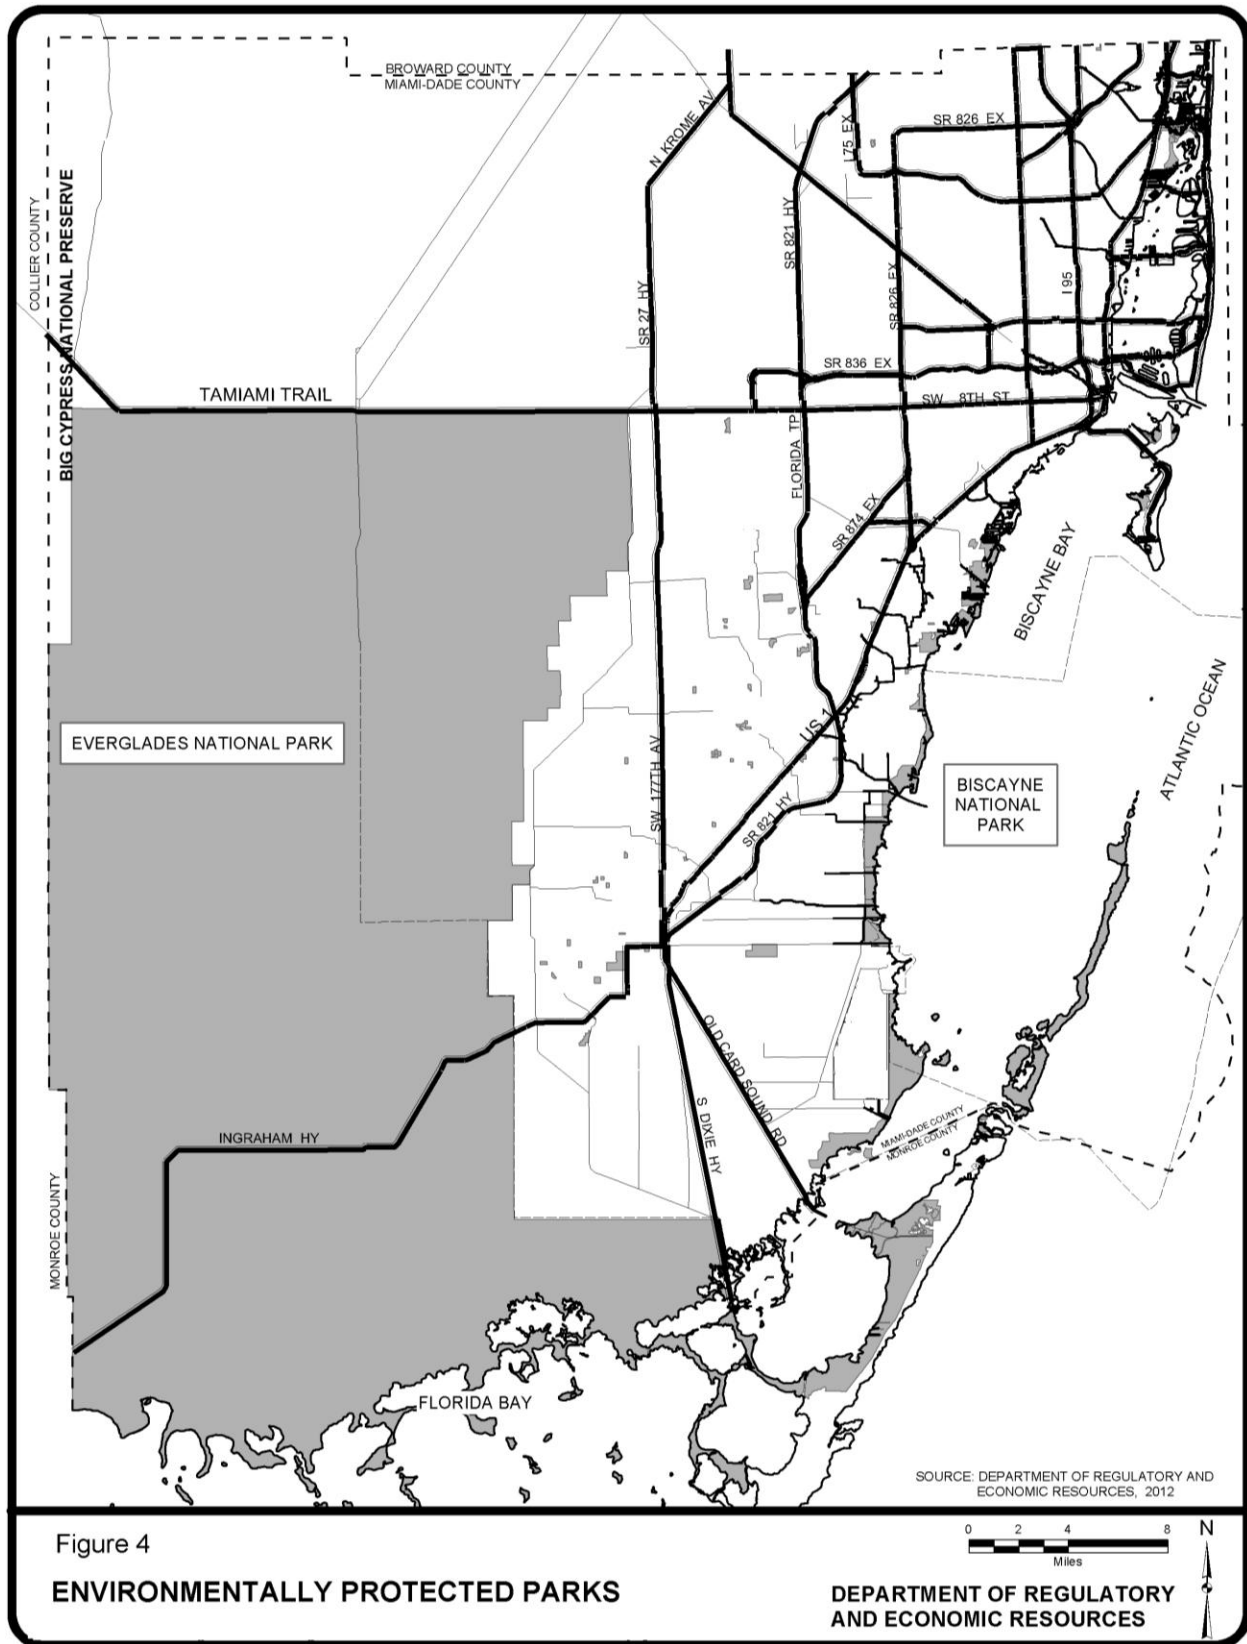 BROWARD COUNTY
MIAMI-DADE COUNTY
N KROME AV
I 75 EX
SR 826 EX
COLLIER COUNTY
BIG CYPRESS NATIONAL PRESERVE
SR 27 HY
SR 821 HY
SR 826 EX
I 95
SR 836 EX
TAMIAMI TRAIL
SW 8TH ST
FLORIDA TP
SR 874 EX
BISCAYNE BAY
ATLANTIC OCEAN
EVERGLADES NATIONAL PARK
US 1
SW 177TH AV
SR 821 HY
BISCAYNE
NATIONAL
PARK
OLD CARD SOUND RD
S DIXIE HY
MIAMI-DADE COUNTY
MONROE COUNTY
INGRAHAM HY
MONROE COUNTY
FLORIDA BAY
SOURCE: DEPARTMENT OF REGULATORY AND
ECONOMIC RESOURCES, 2012
Figure 4
ENVIRONMENTALLY PROTECTED PARKS
0 2 4 8
Miles
N
DEPARTMENT OF REGULATORY
AND ECONOMIC RESOURCES